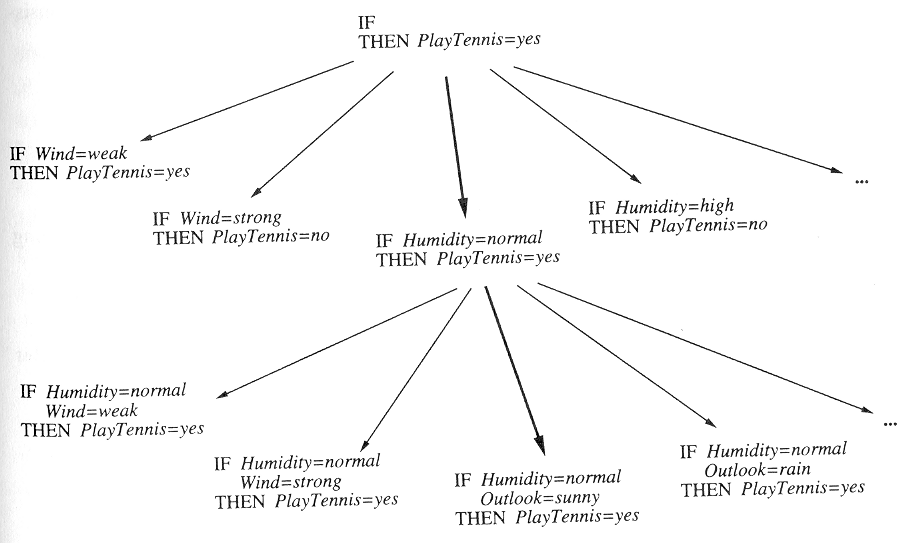 IF
THEN PlayTennis=yes
IF Wind=weak
THEN PlayTennis=yes
IF Wind=strong
THEN PlayTennis=no
IF Humidity=normal
THEN PlayTennis=yes
IF Humidity=high
THEN PlayTennis=no
...
IF Humidity=normal
Wind=weak
THEN PlayTennis=yes
IF Humidity=normal
Wind=strong
THEN PlayTennis=yes
IF Humidity=normal
Outlook=sunny
THEN PlayTennis=yes
IF Humidity=normal
Outlook=rain
THEN PlayTennis=yes
...